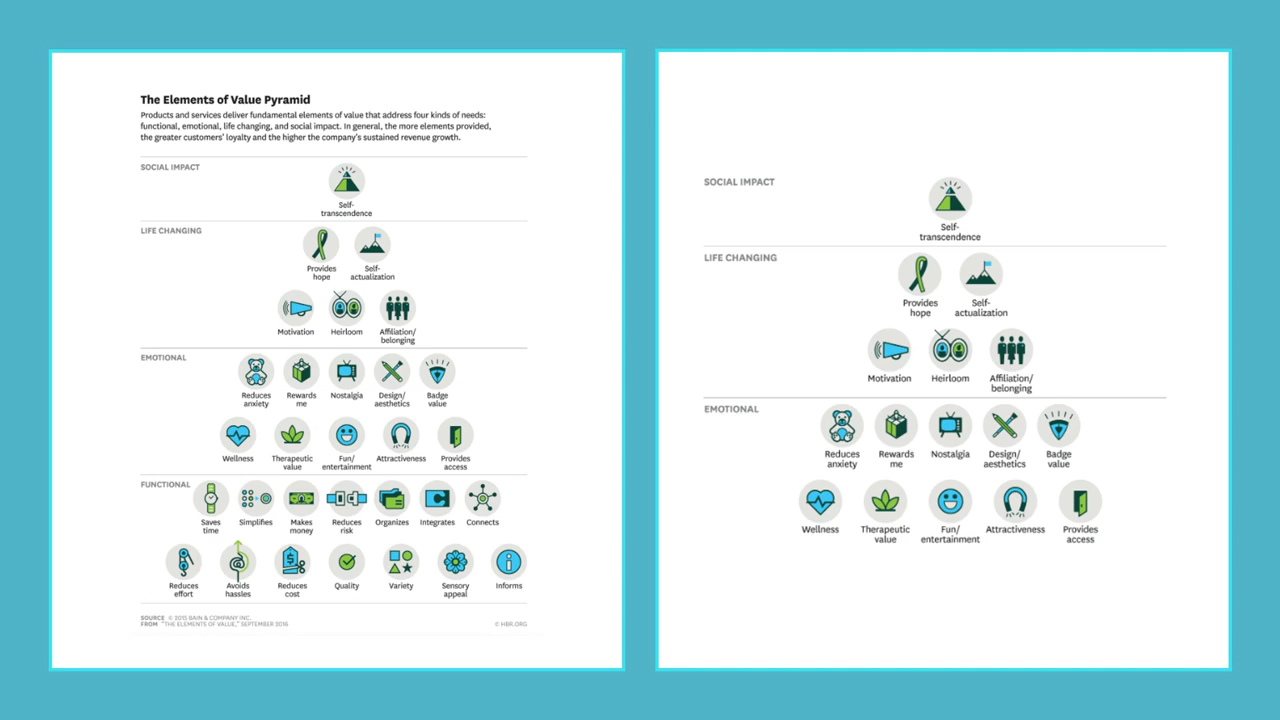 The Elements of Value Pyramid
Products and services deliver fundamental elements of value that address four kinds of needs:
functional, emotional, life changing, and social impact. In general, the more elements provided,
the greater customers' loyalty and the higher the company's sustained revenue growth.
SOCIAL IMPACT
Self-
transcendence
LIFE CHANGING
Provides
hope
Self-
actualization
Motivation
Heirloom
Affiliation/
belonging
EMOTIONAL
Reduces
anxiety
Rewards
me
Nostalgia
Design/
aesthetics
Badge
value
Wellness
Therapeutic
value
Fun/
entertainment
Attractiveness
Provides
access
FUNCTIONAL
Saves
time
Simplifies
Makes
money
Reduces
risk
Organizes
Integrates
Connects
Reduces
effort
Avoids
hassles
Reduces
cost
Quality
Variety
Sensory
appeal
Informs
SOURCE © 2015 BAIN & COMPANY INC.
FROM "THE ELEMENTS OF VALUE," SEPTEMBER 2016
© HBR.ORG
SOCIAL IMPACT
Self-
transcendence
LIFE CHANGING
Provides
hope
Self-
actualization
Motivation
Heirloom
Affiliation/
belonging
EMOTIONAL
Reduces
anxiety
Rewards
me
Nostalgia
Design/
aesthetics
Badge
value
Wellness
Therapeutic
value
Fun/
entertainment
Attractiveness
Provides
access